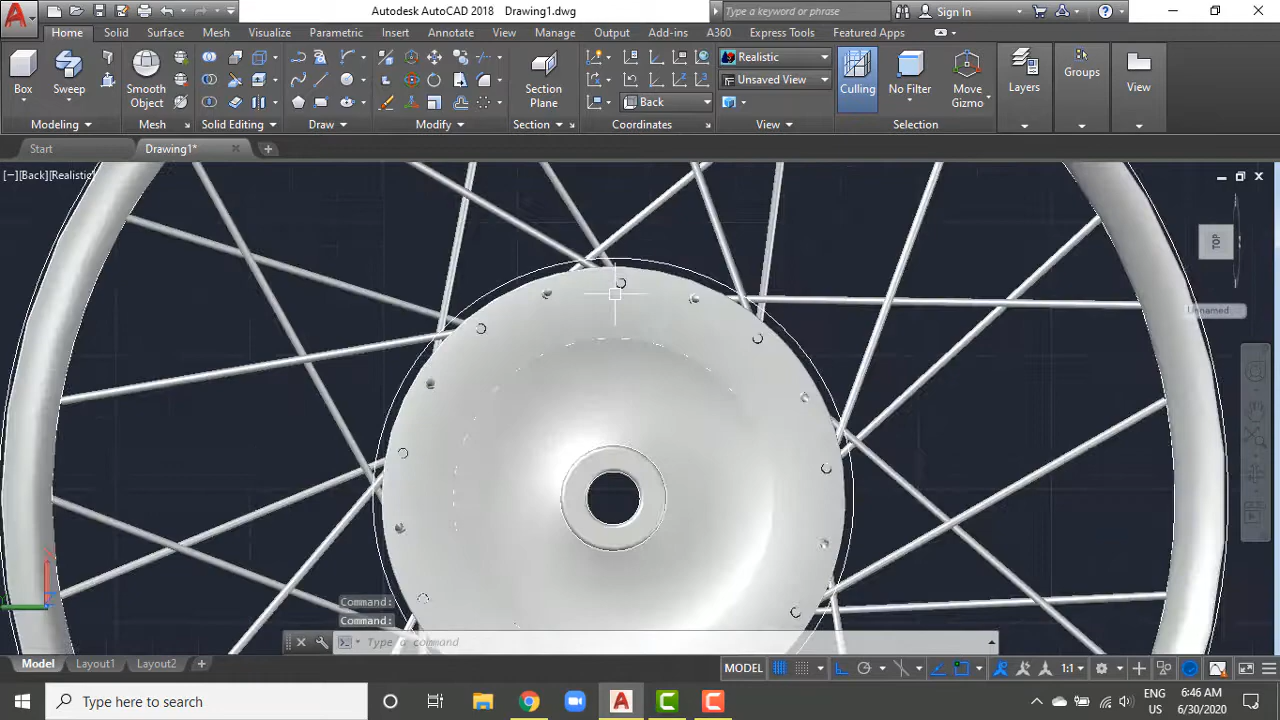 Autodesk AutoCAD 2018 Drawing1.dwg
Type a keyword or phrase
Sign In
Home Solid Surface Mesh Visualize Parametric Insert Annotate View Manage Output Add-ins A360 Express Tools Featured Apps
Box
Sweep
Smooth
Object
Section
Plane
Realistic
Unsaved View
Back
Culling
No Filter
Move
Gizmo
Layers
Groups
View
Modeling Mesh Solid Editing Draw Modify Section Coordinates View Selection
Start
Drawing1*
[−][Back][Realistic]
TOP
Unnamed
Command:
Command:
Type a command
Model Layout1 Layout2
MODEL
1:1
Type here to search
ENG
US
6:46 AM
6/30/2020